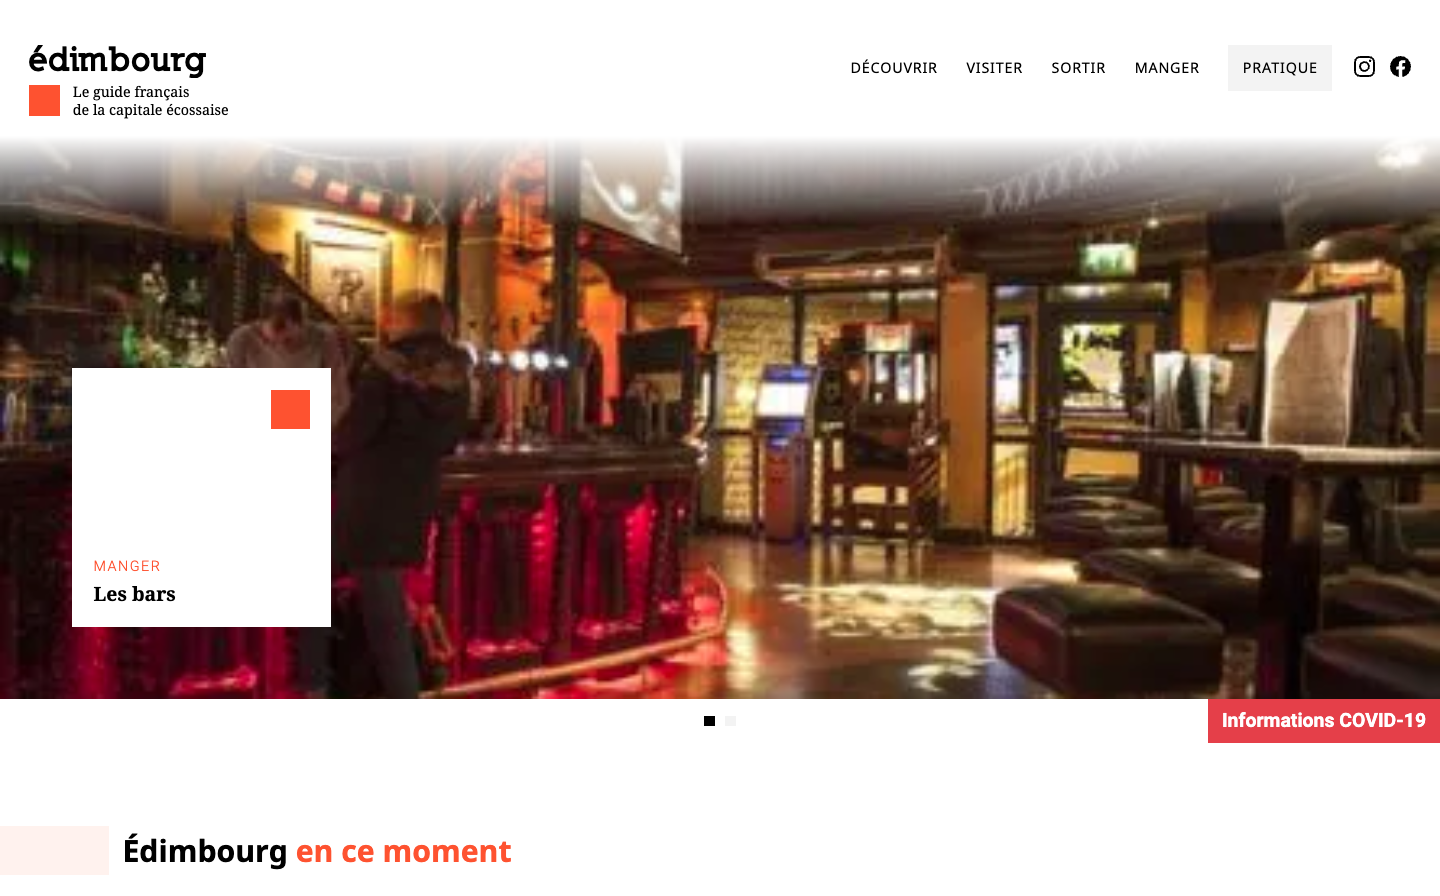 édimbourg
Le guide français
de la capitale écossaise
DÉCOUVRIR
VISITER
SORTIR
MANGER
PRATIQUE
MANGER
Les bars
Informations COVID-19
Édimbourg en ce moment